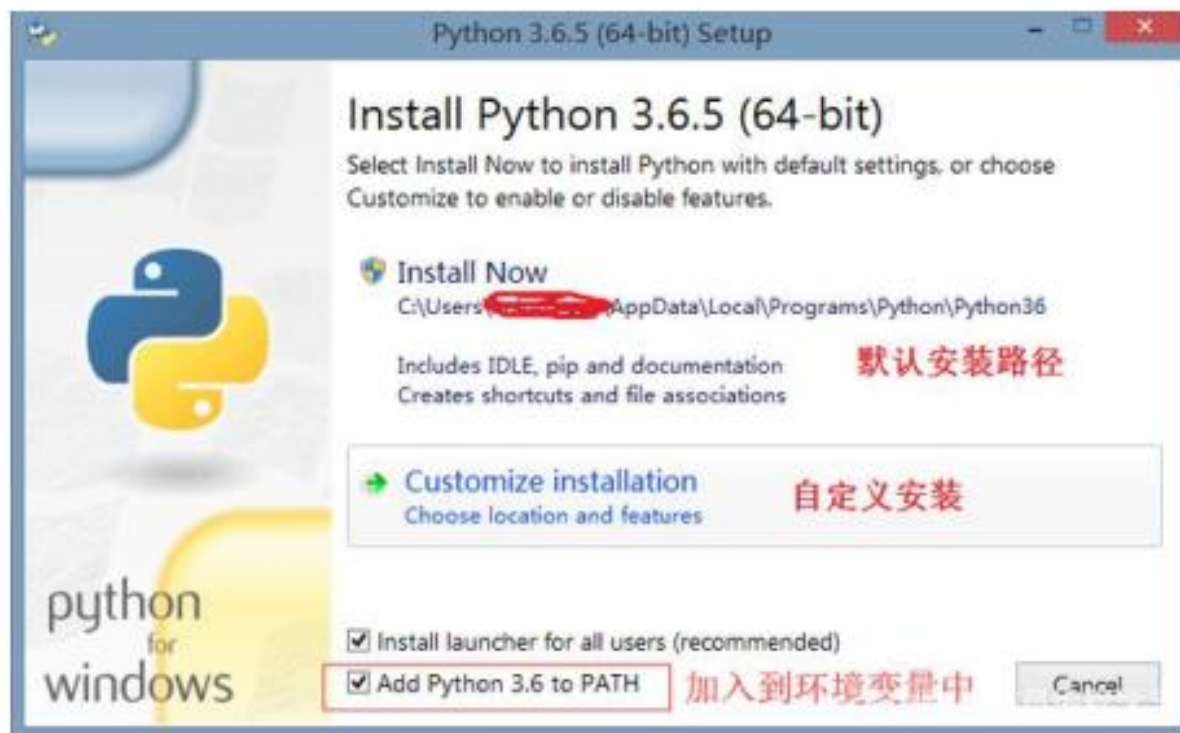 Python 3.6.5 (64-bit) Setup
Install Python 3.6.5 (64-bit)
Select Install Now to install Python with default settings, or choose
Customize to enable or disable features.
Install Now
C:\Users\ \AppData\Local\Programs\Python\Python36
Includes IDLE, pip and documentation
默认安装路径
Creates shortcuts and file associations
Customize installation
自定义安装
Choose location and features
python
for
windows
Install launcher for all users (recommended)
Add Python 3.6 to PATH
加入到环境变量中
Cancel